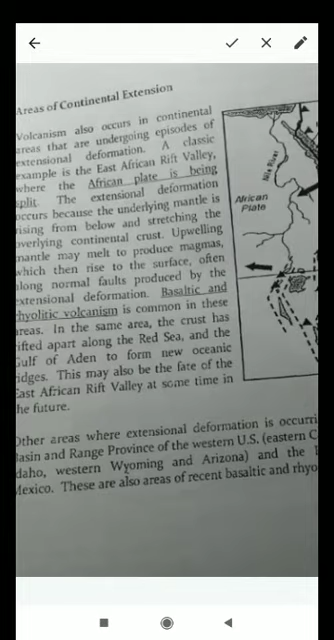 Areas of Continental Extension
Volcanism also occurs in continental
areas that are undergoing episodes of
extensional deformation. A classic
example is the East African Rift Valley,
where the African plate is being
split. The extensional deformation
occurs because the underlying mantle is
rising from below and stretching the
overlying continental crust. Upwelling
mantle may melt to produce magmas,
which then rise to the surface, often
along normal faults produced by the
extensional deformation. Basaltic and
rhyolitic volcanism is common in these
areas. In the same area, the crust has
rifted apart along the Red Sea, and the
Gulf of Aden to form new oceanic
ridges. This may also be the fate of the
East African Rift Valley at some time in
the future.
Nile River
African
Plate
Other areas where extensional deformation is occurri
Basin and Range Province of the western U.S. (eastern C
daho, western Wyoming and Arizona) and the
Mexico. These are also areas of recent basaltic and rhyo